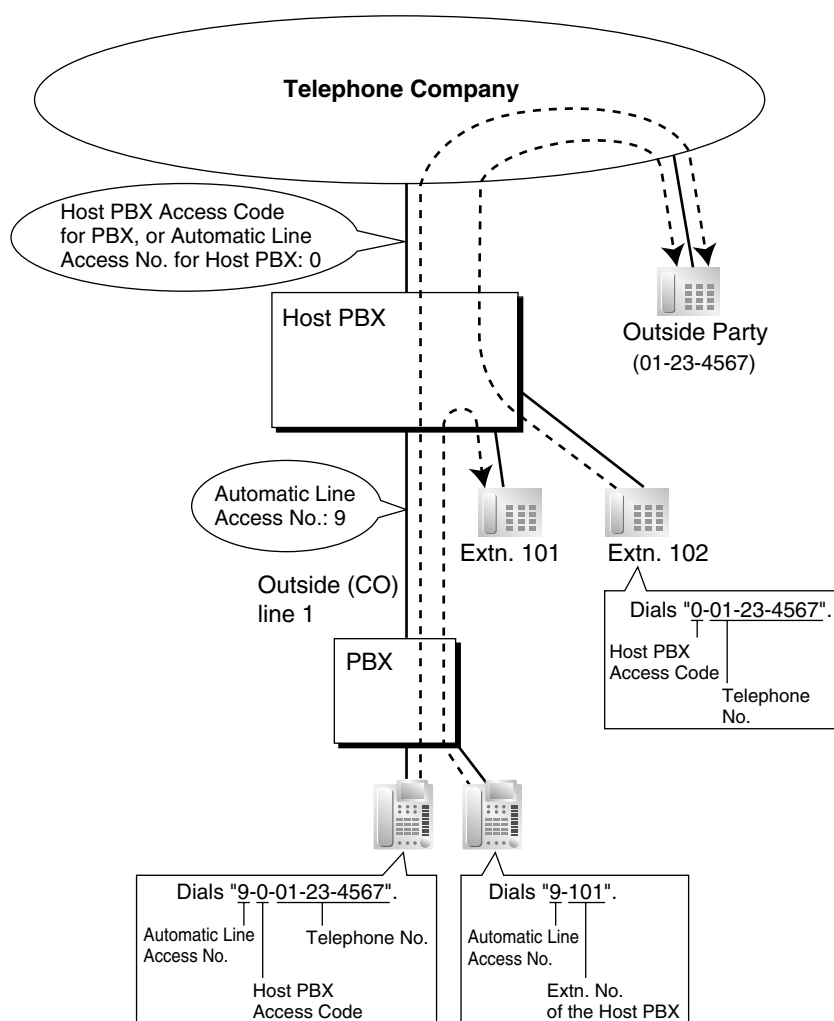 Telephone Company
Host PBX Access Code
for PBX, or Automatic Line
Access No. for Host PBX: 0
Host PBX
Outside Party
(01-23-4567)
Automatic Line
Access No.: 9
Extn. 101
Extn. 102
Outside (CO)
line 1
Dials "0-01-23-4567".
Host PBX
Access Code
Telephone
No.
PBX
Dials "9-0-01-23-4567".
Automatic Line
Access No.
Telephone No.
Host PBX
Access Code
Dials "9-101".
Automatic Line
Access No.
Extn. No.
of the Host PBX